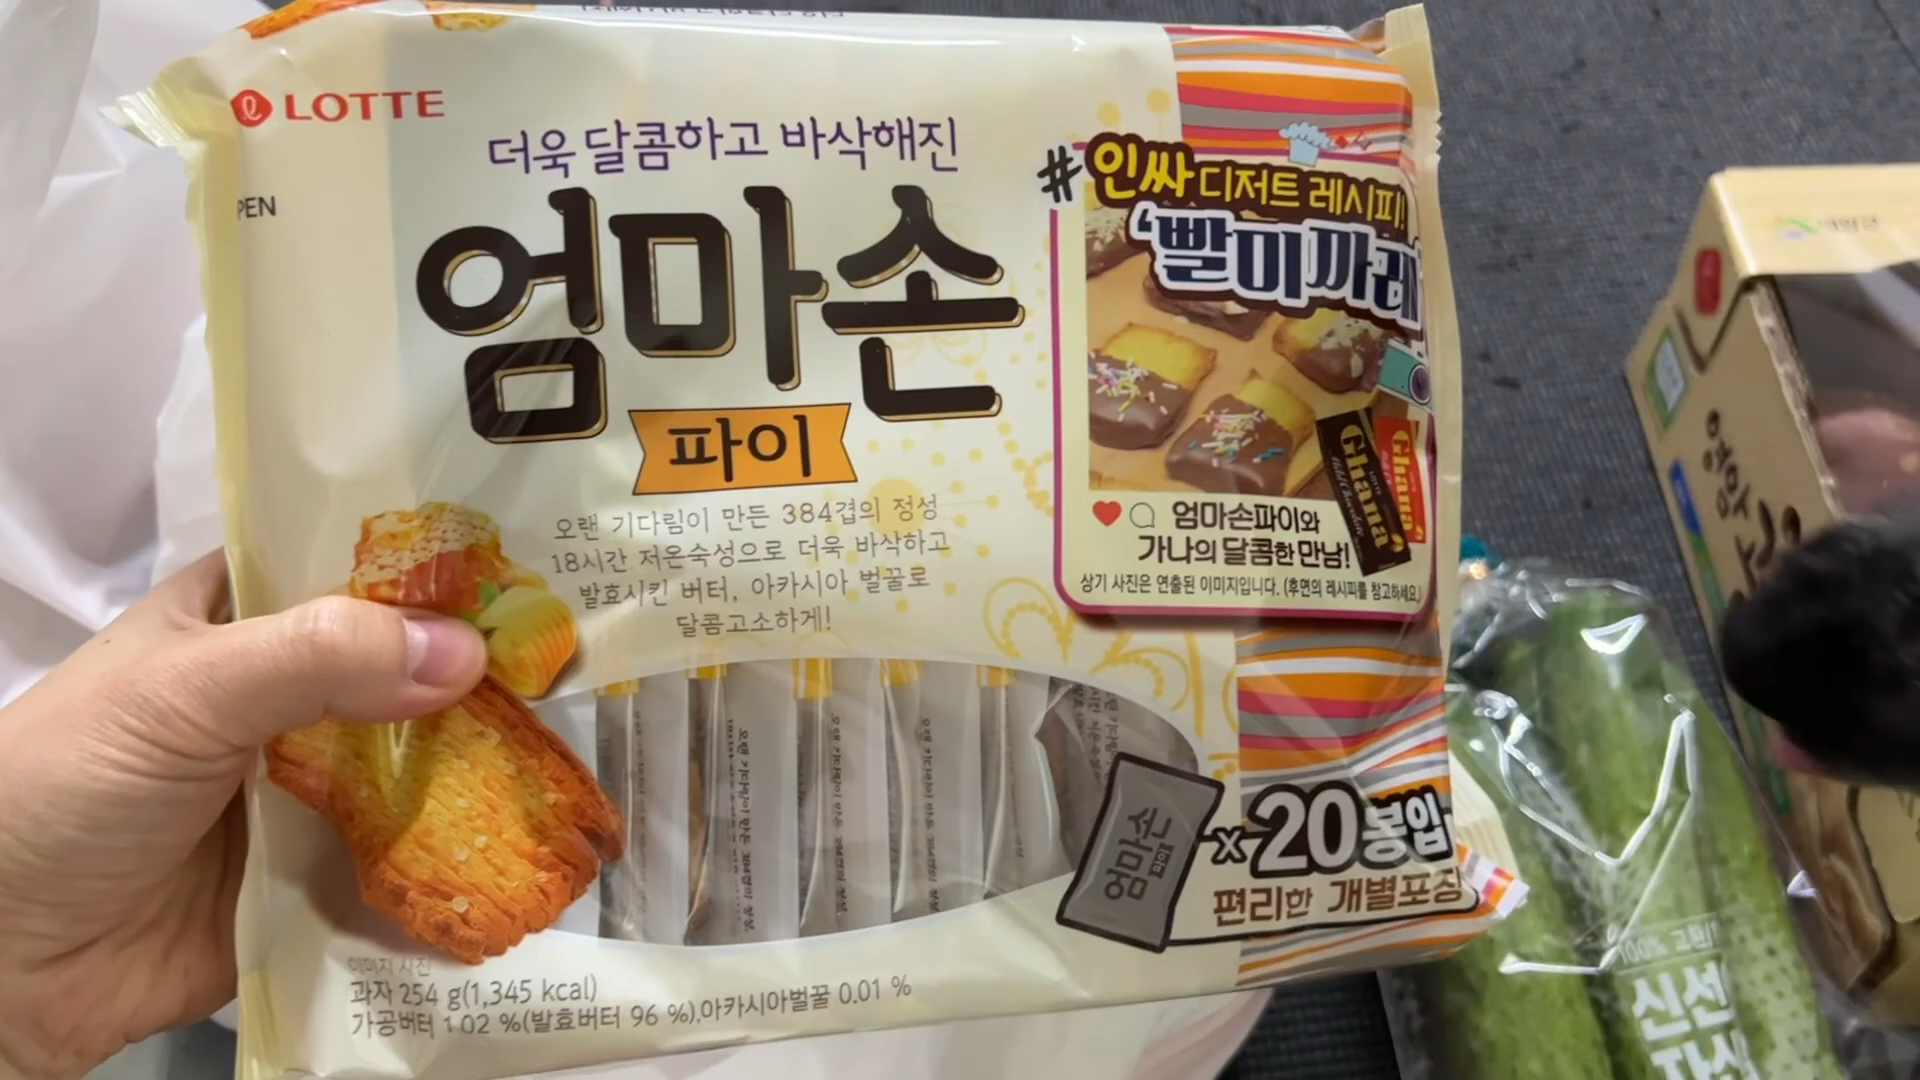 LOTTE
더욱 달콤하고 바삭해진
PEN
엄마손
파이
오랜 기다림이 만든 384겹의 정성
18시간 저온숙성으로 더욱 바삭하고
발효시킨 버터, 아카시아 벌꿀로
달콤고소하게!
# 인싸 디저트 레시피!
'빨미까레'
Ghana
Ghana
엄마손파이와
가나의 달콤한 만남!
상기 사진은 연출된 이미지입니다. (후면의 레시피를 참고하세요.)
엄마손
파이
x 20봉입
편리한 개별포장
이미지 사진
과자 254 g(1,345 kcal)
가공버터 1.02 %(발효버터 96 %),아카시아벌꿀 0.01 %
100%
신선